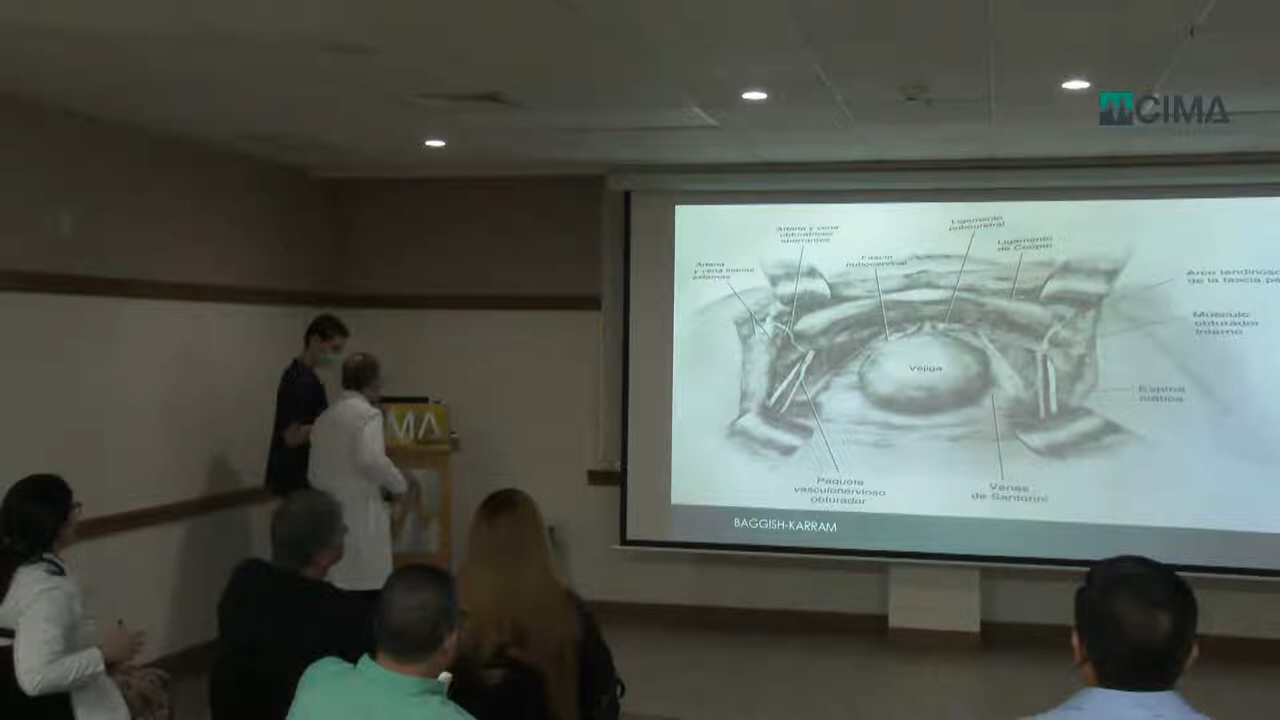 CIMA
Arteria y vena
obturatrices
aberrantes
Ligamento
pubouretral
Ligamento
de Cooper
Arteria
y vena ilíacas
externas
Fascia
pubocervical
Arco tendinoso
de la fascia
Músculo
obturador
interno
Vejiga
Espina
ciática
Paquete
vasculonervioso
obturador
Venas
de Santorini
BAGGISH-KARRAM
MA